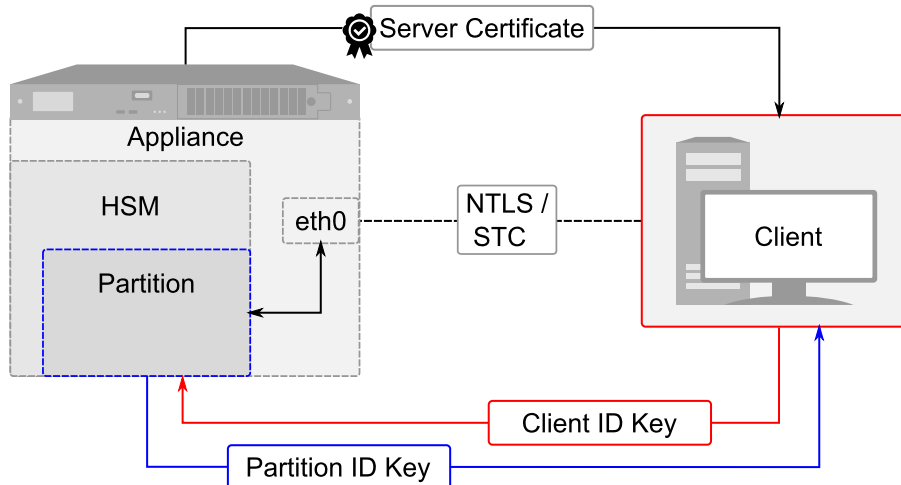 Server Certificate
Appliance
HSM
eth0
NTLS /
STC
Client
Partition
Client ID Key
Partition ID Key